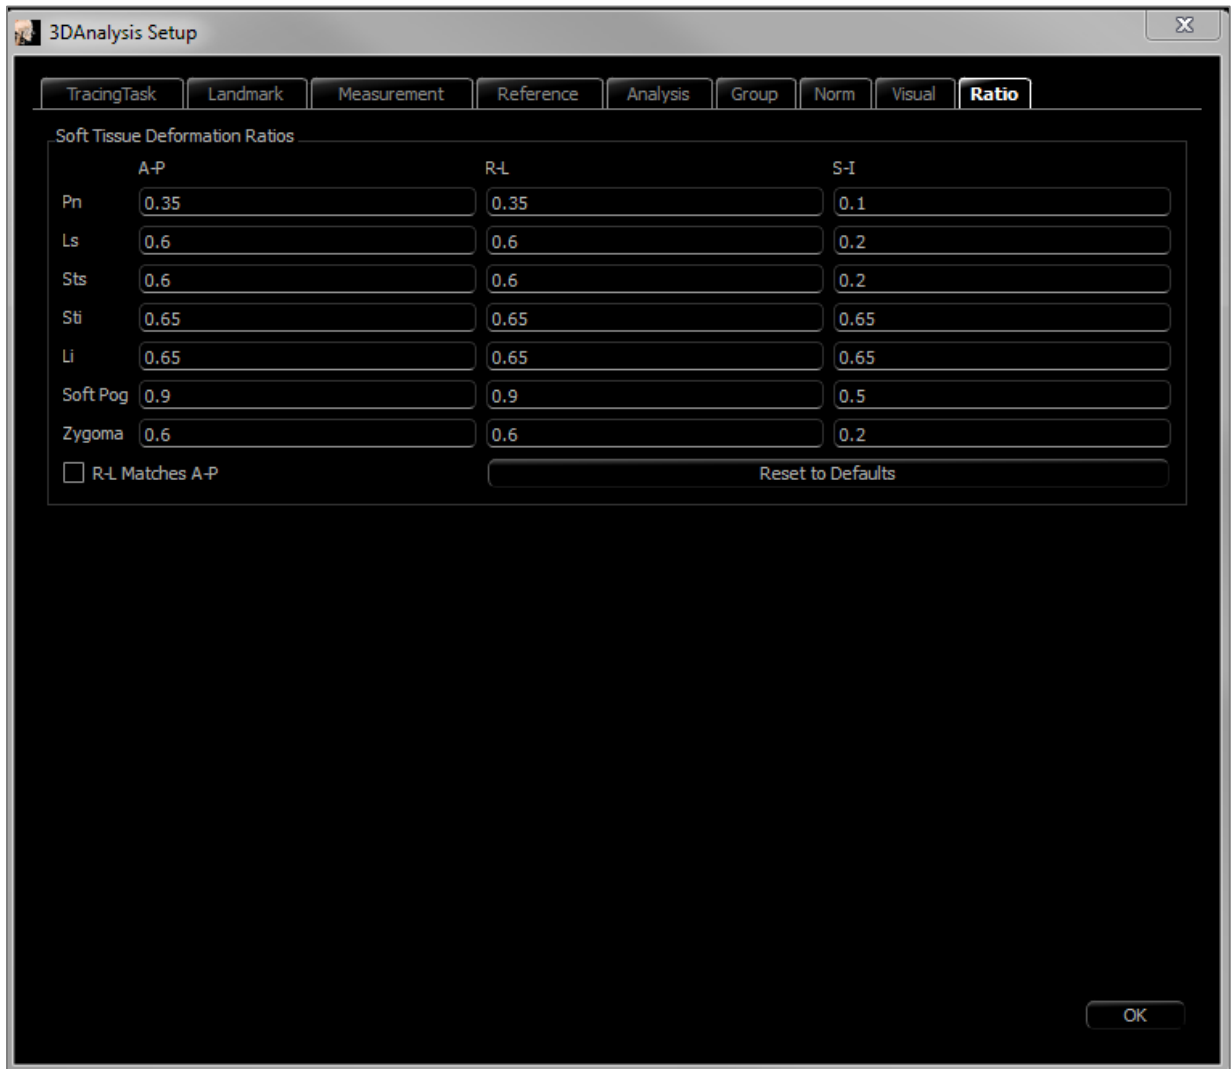 3DAnalysis Setup
TracingTask Landmark Measurement Reference Analysis Group Norm Visual Ratio
Soft Tissue Deformation Ratios
A-P R-L S-I
Pn 0.35 0.35 0.1
Ls 0.6 0.6 0.2
Sts 0.6 0.6 0.2
Sti 0.65 0.65 0.65
Li 0.65 0.65 0.65
Soft Pog 0.9 0.9 0.5
Zygoma 0.6 0.6 0.2
R-L Matches A-P Reset to Defaults
OK